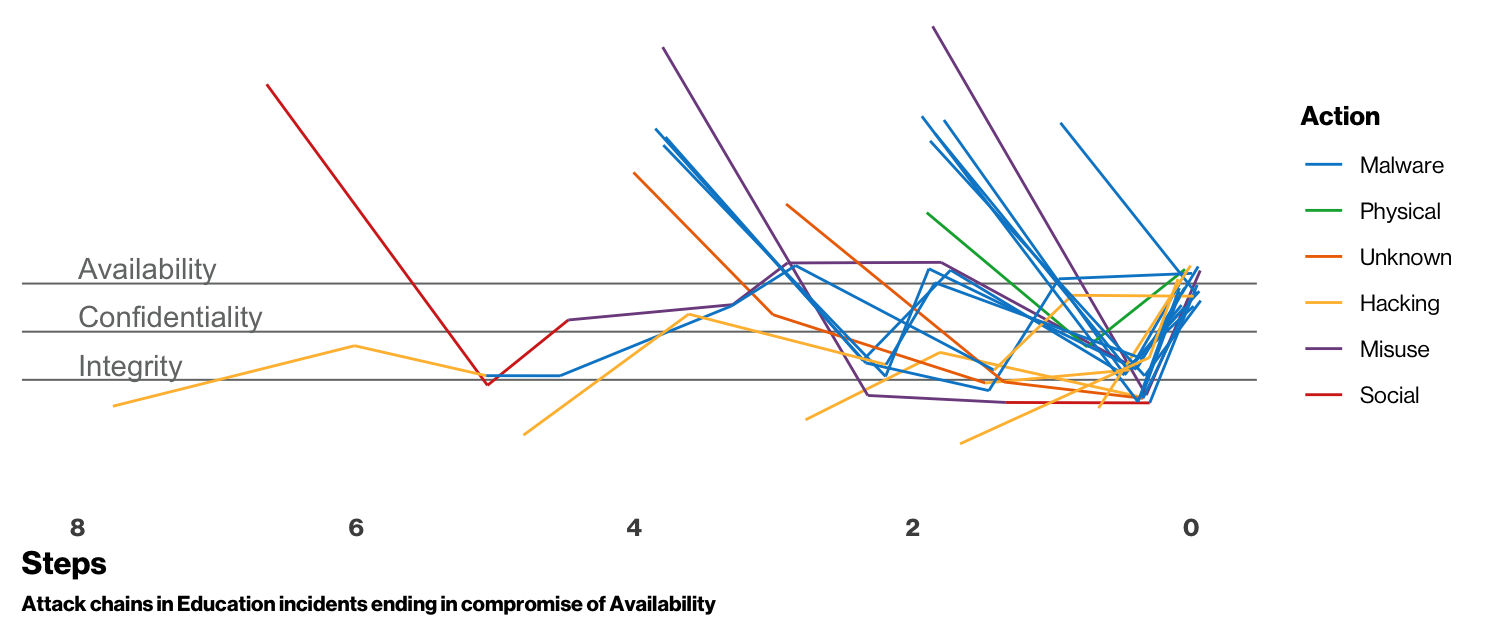 Action
Malware
Physical
Unknown
Hacking
Misuse
Social
Availability
Confidentiality
Integrity
8 6 4 2 0
Steps
Attack chains in Education incidents ending in compromise of Availability